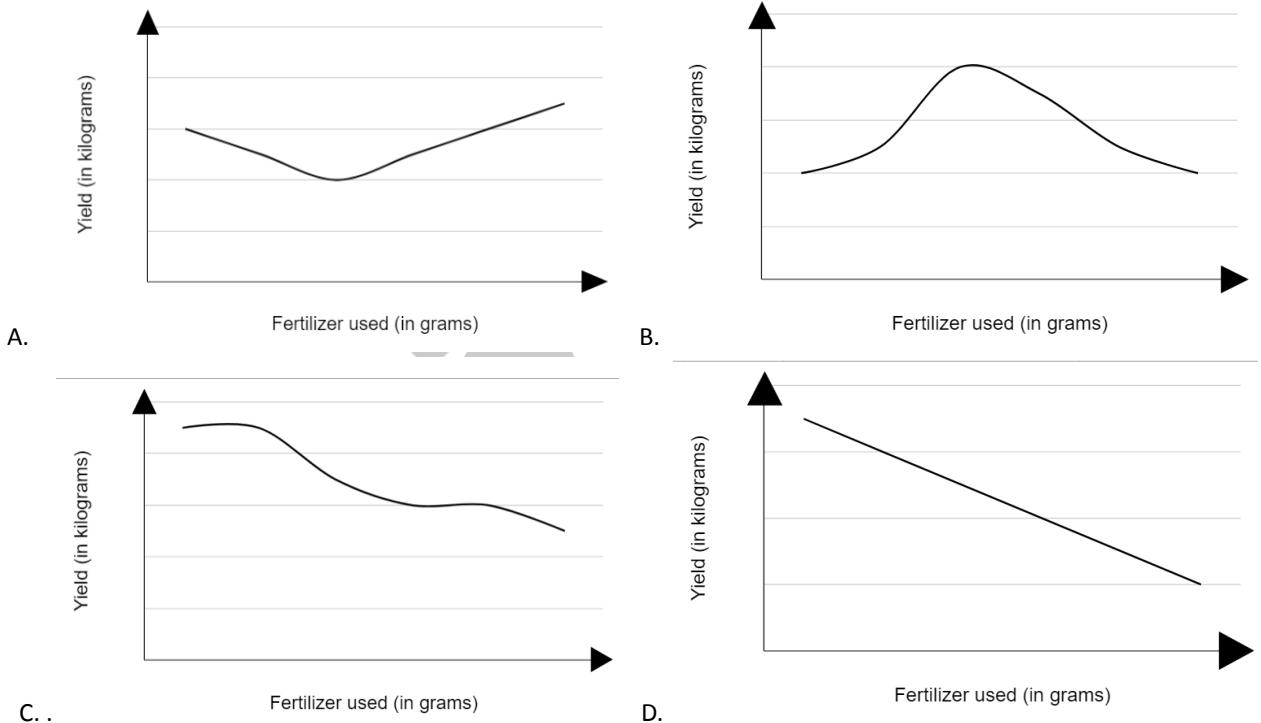 Yield (in kilograms)
Fertilizer used (in grams)
A.
Yield (in kilograms)
Fertilizer used (in grams)
B.
Yield (in kilograms)
Fertilizer used (in grams)
C. .
Yield (in kilograms)
Fertilizer used (in grams)
D.